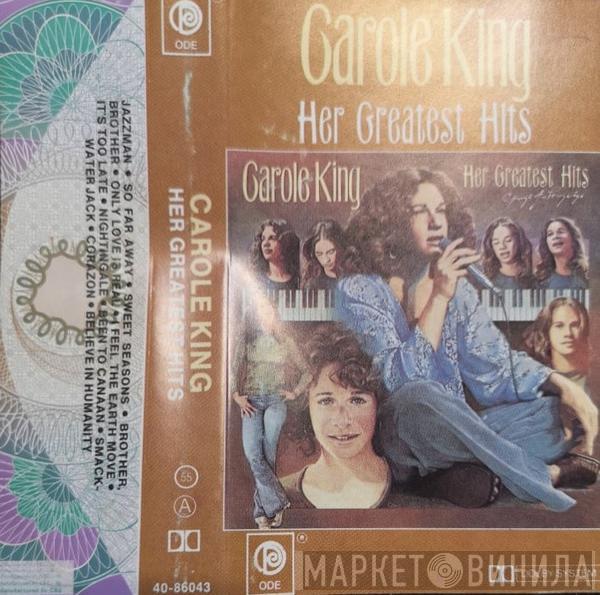 ODE
JAZZMAN • SO FAR AWAY • SWEET SEASONS • BROTHER,
BROTHER • ONLY LOVE IS REAL • I FEEL THE EARTH MOVE •
IT'S TOO LATE • NIGHTINGALE • BEEN TO CANAAN • SMACK-
WATER JACK • CORAZON • BELIEVE IN HUMANITY
CAROLE KING
HER GREATEST HITS
55
A
40-86043
Carole King
Her Greatest Hits
Carole King
Her Greatest Hits
ODE
®
МАРКЕТ ВИНИЛА
DOLBY SYSTEM